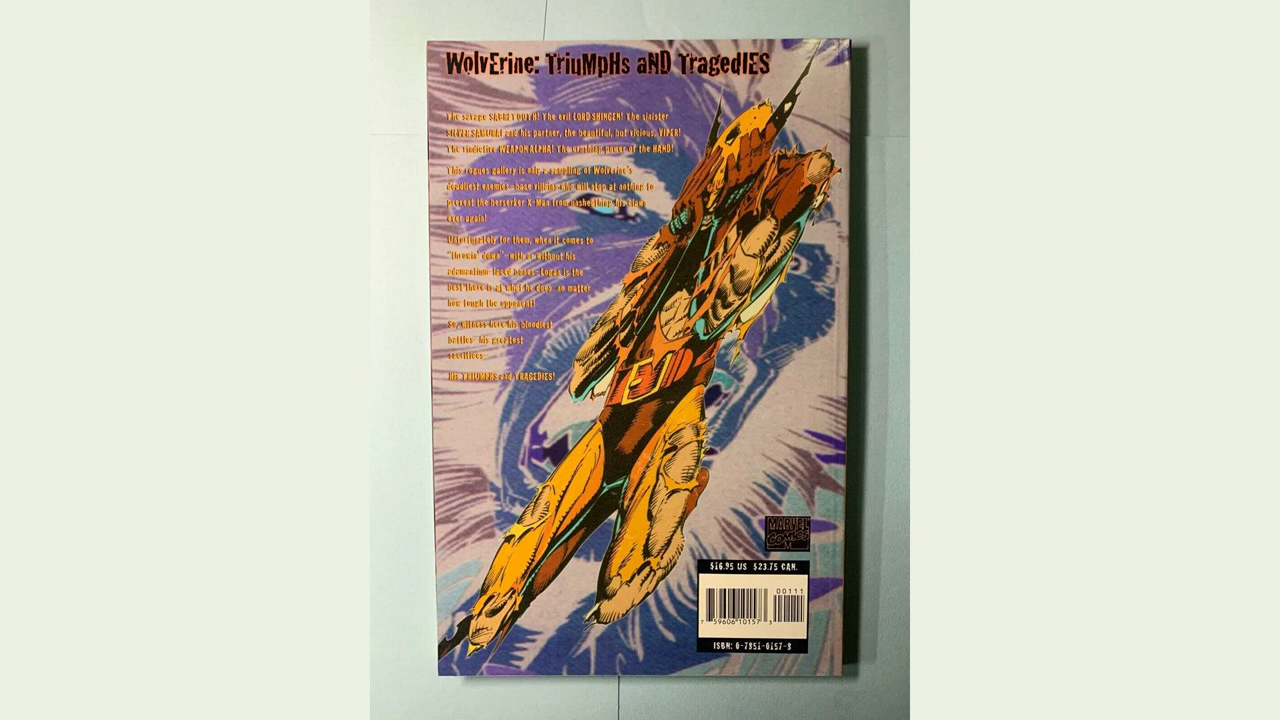 Wolverine: Triumphs and Tragedies
The savage SABRETOOTH! The evil LORD SHINGEN! The sinister
SILVER SAMURAI and his partner, the beautiful, but vicious, VIPER!
The vindictive WEAPON ALPHA! The crushing power of the HAND!
This rogues gallery is only a sampling of Wolverine's
deadliest enemies--base villains who will stop at nothing to
prevent the berserker X-Man from unsheathing his claws
ever again!
Unfortunately for them, when it comes to
"throwin' down"--with or without his
adamantium-laced bones--Logan is the
best there is at what he does--no matter
how tough the opponent!
So, witness here his bloodiest
battles--his greatest
sacrifices--
His TRIUMPHS and TRAGEDIES!
MARVEL
COMICS
$16.95 US $23.75 CAN.
00111
7 59606 10157 3
ISBN: 0-7851-0157-8